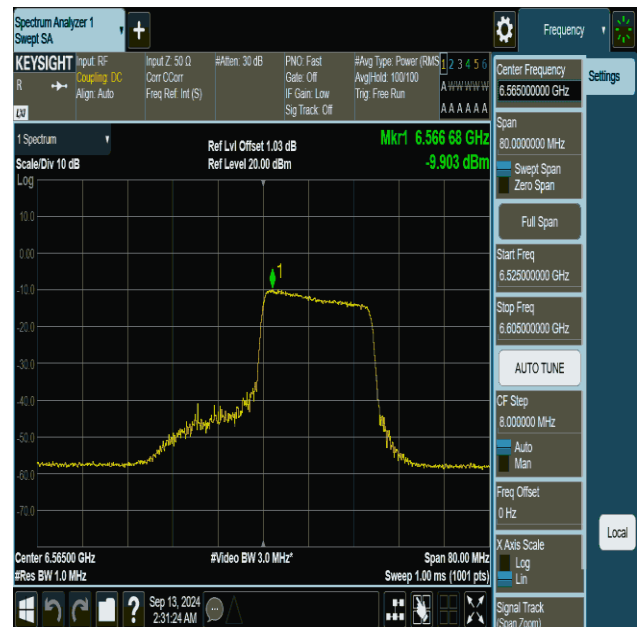 Spectrum Analyzer 1
Swept SA
Frequency
KEYSIGHT
R
LXI
Input: RF
Coupling: DC
Align: Auto
Input Z: 50 Ω
Corr CCorr
Freq Ref: Int (S)
#Atten: 30 dB
PNO: Fast
Gate: Off
IF Gain: Low
Sig Track: Off
#Avg Type: Power (RMS
Avg|Hold: 100/100
Trig: Free Run
1 2 3 4 5 6
A W W W W W
A A A A A A
1 Spectrum
Scale/Div 10 dB
Ref Lvl Offset 1.03 dB
Ref Level 20.00 dBm
Mkr1 6.566 68 GHz
-9.903 dBm
Log
10.0
0.00
-10.0
-20.0
-30.0
-40.0
-50.0
-60.0
-70.0
1
Center 6.56500 GHz
#Res BW 1.0 MHz
#Video BW 3.0 MHz*
Span 80.00 MHz
Sweep 1.00 ms (1001 pts)
Sep 13, 2024
2:31:24 AM
Center Frequency
6.565000000 GHz
Settings
Span
80.0000000 MHz
Swept Span
Zero Span
Full Span
Start Freq
6.525000000 GHz
Stop Freq
6.605000000 GHz
AUTO TUNE
CF Step
8.000000 MHz
Auto
Man
Freq Offset
0 Hz
X Axis Scale
Log
Lin
Local
Signal Track
(Span Zoom)